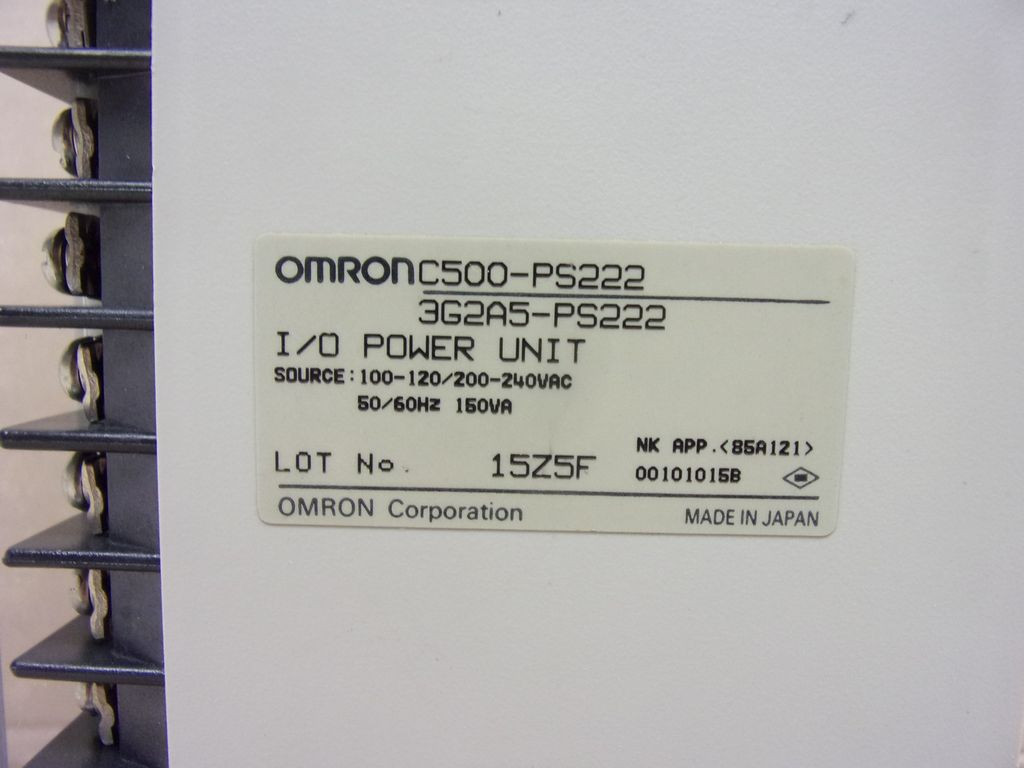 OMRON C500-PS222
3G2A5-PS222
I/O POWER UNIT
SOURCE: 100-120/200-240VAC
50/60HZ 150VA
NK APP.<85A121>
LOT No. 15Z5F
00101015B
OMRON Corporation
MADE IN JAPAN